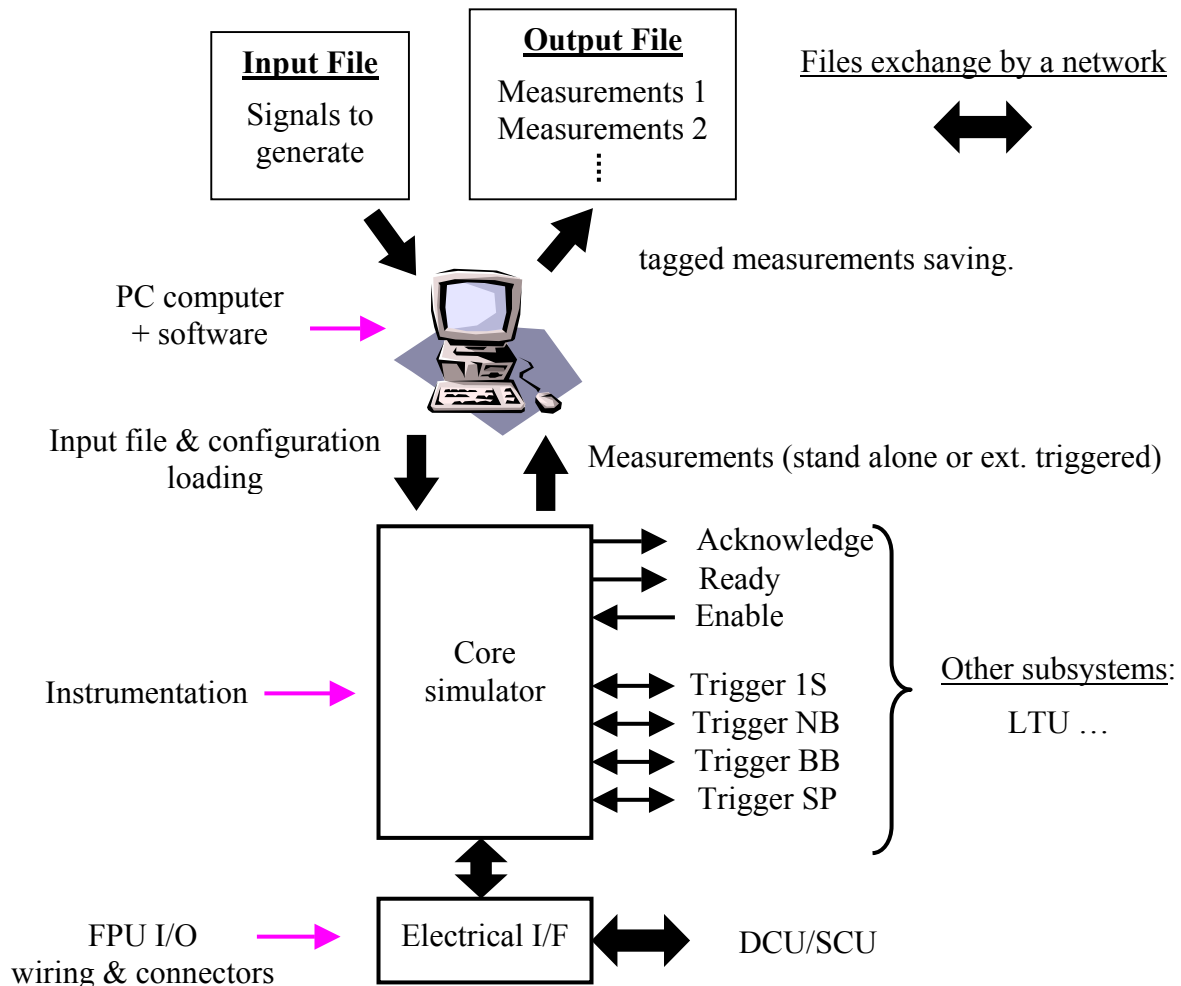 Input File
Signals to
generate
Output File
Measurements 1
Measurements 2
Files exchange by a network
tagged measurements saving.
PC computer
+ software
Input file & configuration
loading
Measurements (stand alone or ext. triggered)
Acknowledge
Ready
Enable
Core
simulator
Instrumentation
Trigger 1S
Trigger NB
Trigger BB
Trigger SP
Other subsystems:
LTU …
FPU I/O
wiring & connectors
Electrical I/F
DCU/SCU